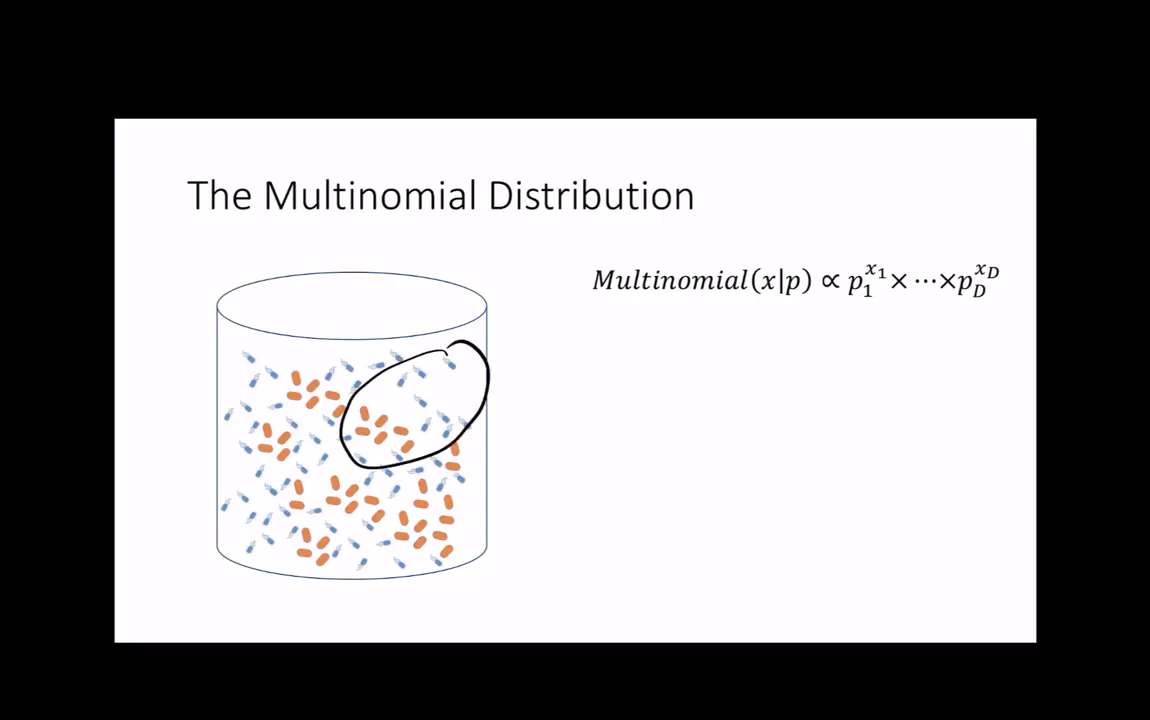 The Multinomial Distribution
Multinomial(x|p) ∝ p₁^{x₁} × ⋯ × p_D^{x_D}